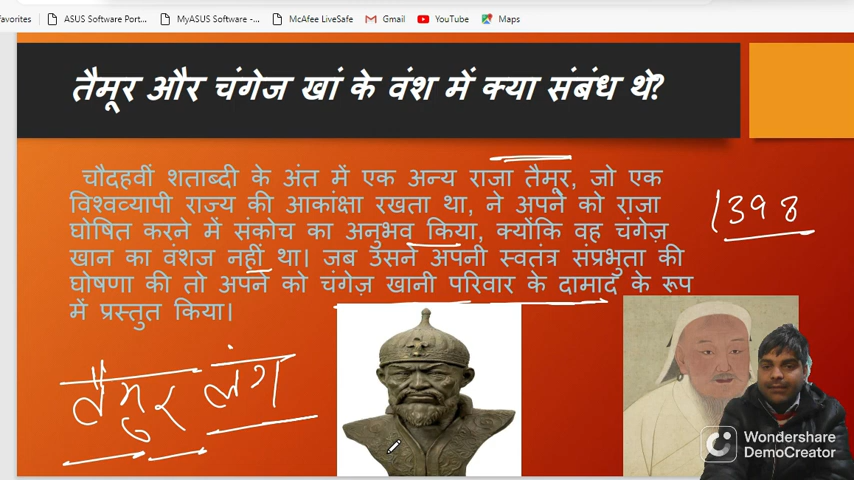 avorites
ASUS Software Port...
MyASUS Software -...
McAfee LiveSafe
Gmail
YouTube
Maps
तैमूर और चंगेज खां के वंश में क्या संबंध थे?
चौदहवीं शताब्दी के अंत में एक अन्य राजा तैमूर, जो एक
विश्वव्यापी राज्य की आकांक्षा रखता था, ने अपने को राजा
घोषित करने में संकोच का अनुभव किया, क्योंकि वह चंगेज़
खान का वंशज नहीं था। जब उसने अपनी स्वतंत्र संप्रभुता की
घोषणा की तो अपने को चंगेज़ खानी परिवार के दामाद के रूप
में प्रस्तुत किया।
1398
तैमुर लंग
Wondershare
DemoCreator